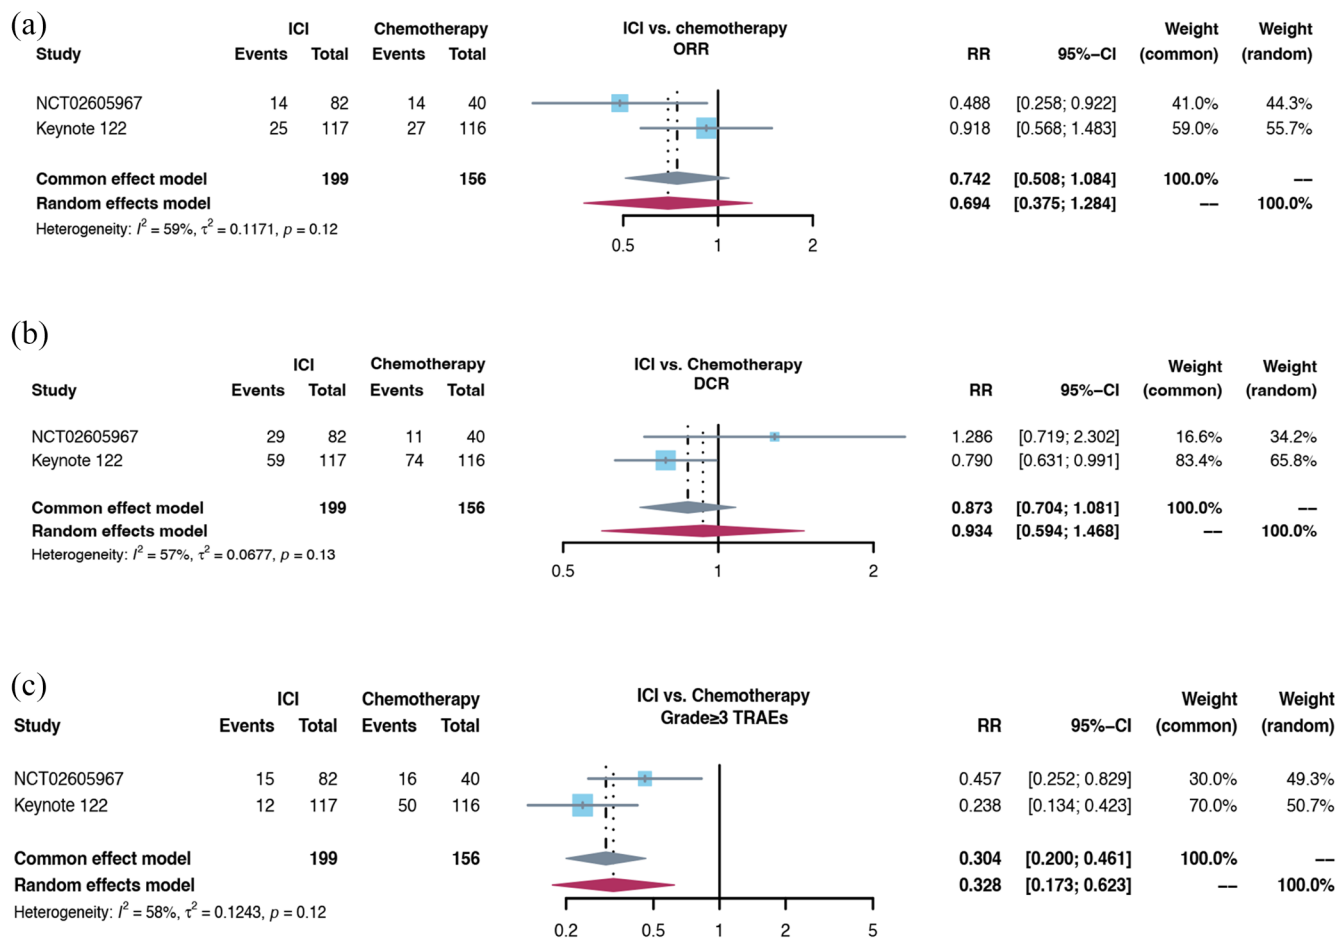 (a)
ICI Chemotherapy ICI vs. chemotherapy Weight Weight
Study Events Total Events Total ORR RR 95%−CI (common) (random)
NCT02605967 14 82 14 40 0.488 [0.258; 0.922] 41.0% 44.3%
Keynote 122 25 117 27 116 0.918 [0.568; 1.483] 59.0% 55.7%
Common effect model 199 156 0.742 [0.508; 1.084] 100.0% −−
Random effects model 0.694 [0.375; 1.284] −− 100.0%
Heterogeneity: I² = 59%, τ² = 0.1171, p = 0.12
0.5 1 2
(b)
ICI Chemotherapy ICI vs. Chemotherapy Weight Weight
Study Events Total Events Total DCR RR 95%−CI (common) (random)
NCT02605967 29 82 11 40 1.286 [0.719; 2.302] 16.6% 34.2%
Keynote 122 59 117 74 116 0.790 [0.631; 0.991] 83.4% 65.8%
Common effect model 199 156 0.873 [0.704; 1.081] 100.0% −−
Random effects model 0.934 [0.594; 1.468] −− 100.0%
Heterogeneity: I² = 57%, τ² = 0.0677, p = 0.13
0.5 1 2
(c)
ICI Chemotherapy ICI vs. Chemotherapy Weight Weight
Study Events Total Events Total Grade≥3 TRAEs RR 95%−CI (common) (random)
NCT02605967 15 82 16 40 0.457 [0.252; 0.829] 30.0% 49.3%
Keynote 122 12 117 50 116 0.238 [0.134; 0.423] 70.0% 50.7%
Common effect model 199 156 0.304 [0.200; 0.461] 100.0% −−
Random effects model 0.328 [0.173; 0.623] −− 100.0%
Heterogeneity: I² = 58%, τ² = 0.1243, p = 0.12
0.2 0.5 1 2 5